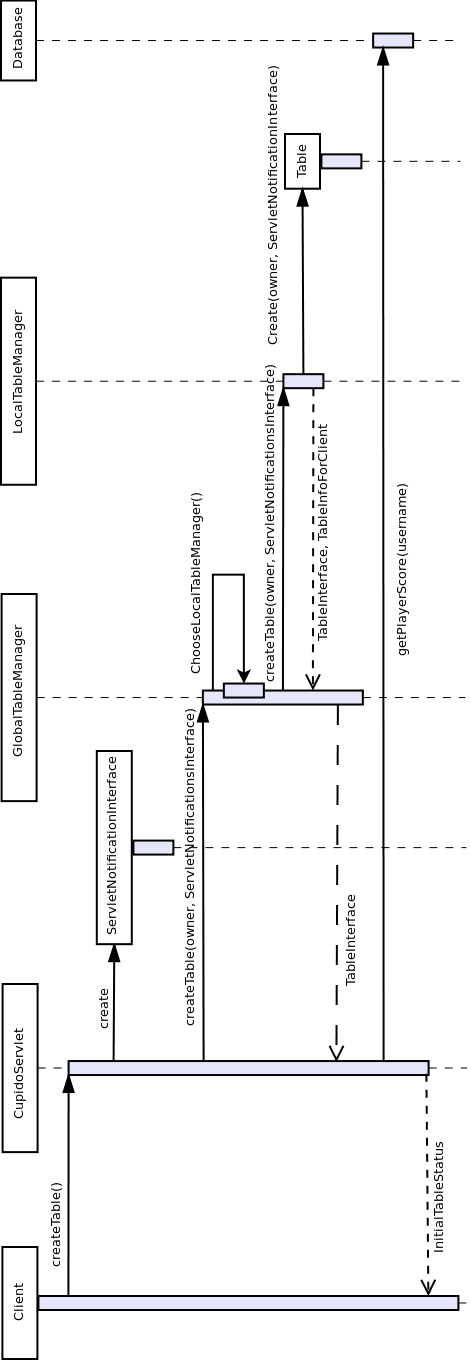 Client
CupidoServlet
ServletNotificationInterface
GlobalTableManager
LocalTableManager
Table
Database
createTable()
create
createTable(owner, ServletNotificationsInterface)
ChooseLocalTableManager()
createTable(owner, ServletNotificationsInterface)
Create(owner, ServletNotificationInterface)
TableInterface, TableInfoForClient
TableInterface
getPlayerScore(username)
InitialTableStatus